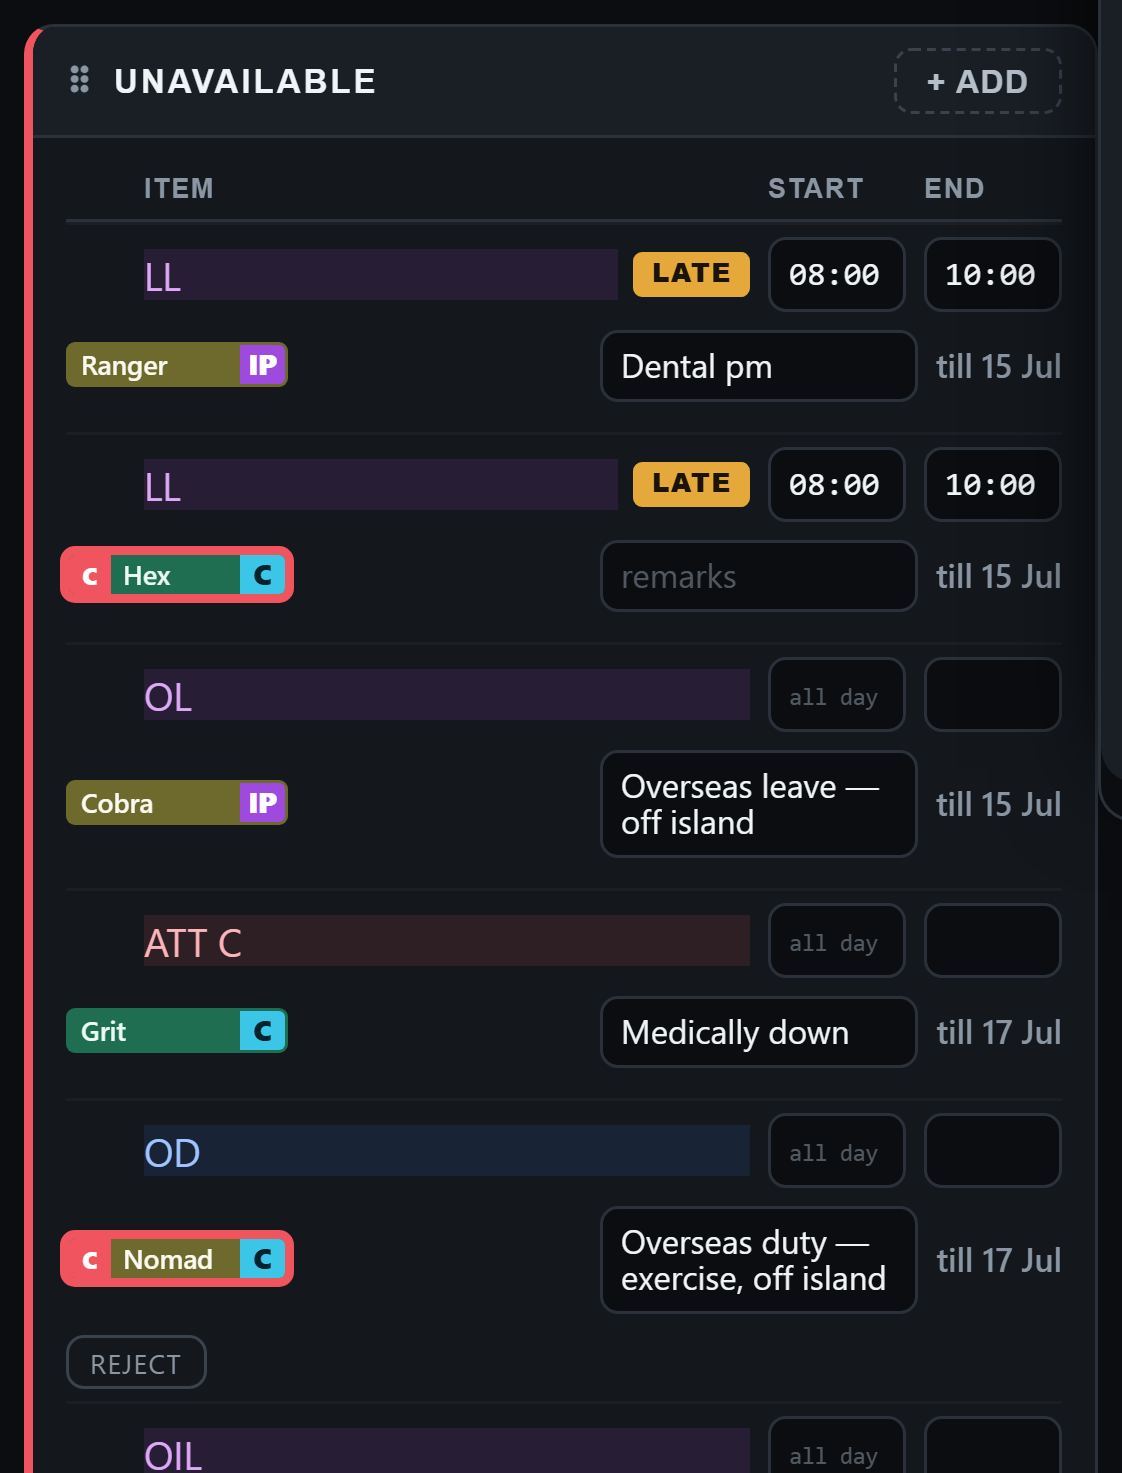 UNAVAILABLE
+ ADD
ITEM START END
LL LATE 08:00 10:00
Ranger IP Dental pm till 15 Jul
LL LATE 08:00 10:00
C Hex C remarks till 15 Jul
OL all day
Cobra IP Overseas leave — off island till 15 Jul
ATT C all day
Grit C Medically down till 17 Jul
OD all day
C Nomad C Overseas duty — exercise, off island till 17 Jul
REJECT
OIL all day